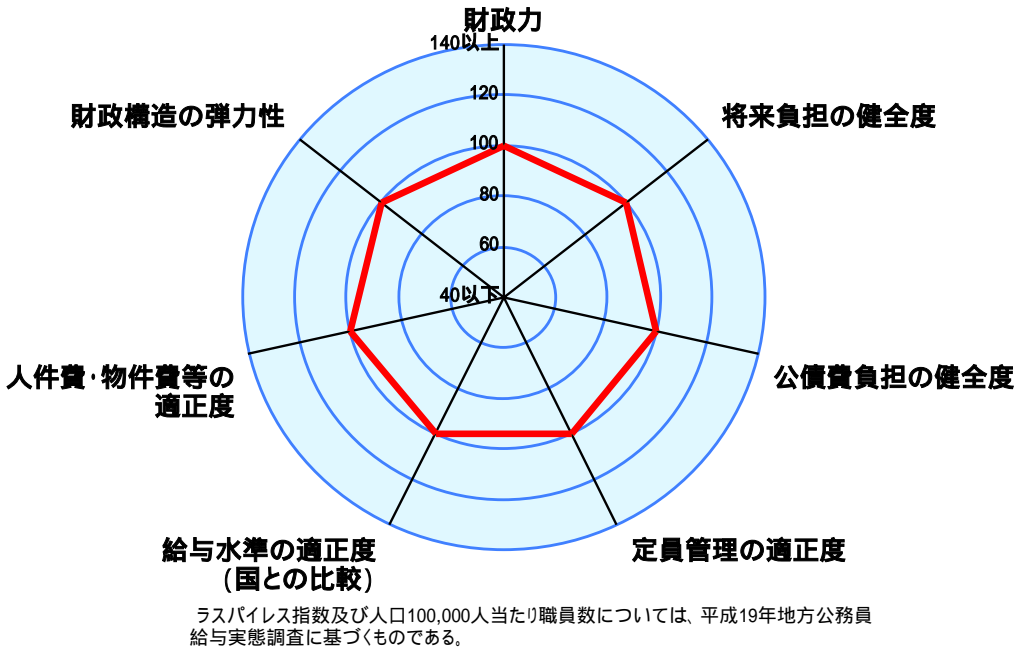 財政力
140以上
120
100
80
60
40以下
財政構造の弾力性
将来負担の健全度
人件費・物件費等の
適正度
公債費負担の健全度
給与水準の適正度
(国との比較)
定員管理の適正度
ラスパイレス指数及び人口100,000人当たり職員数については、平成19年地方公務員
給与実態調査に基づくものである。